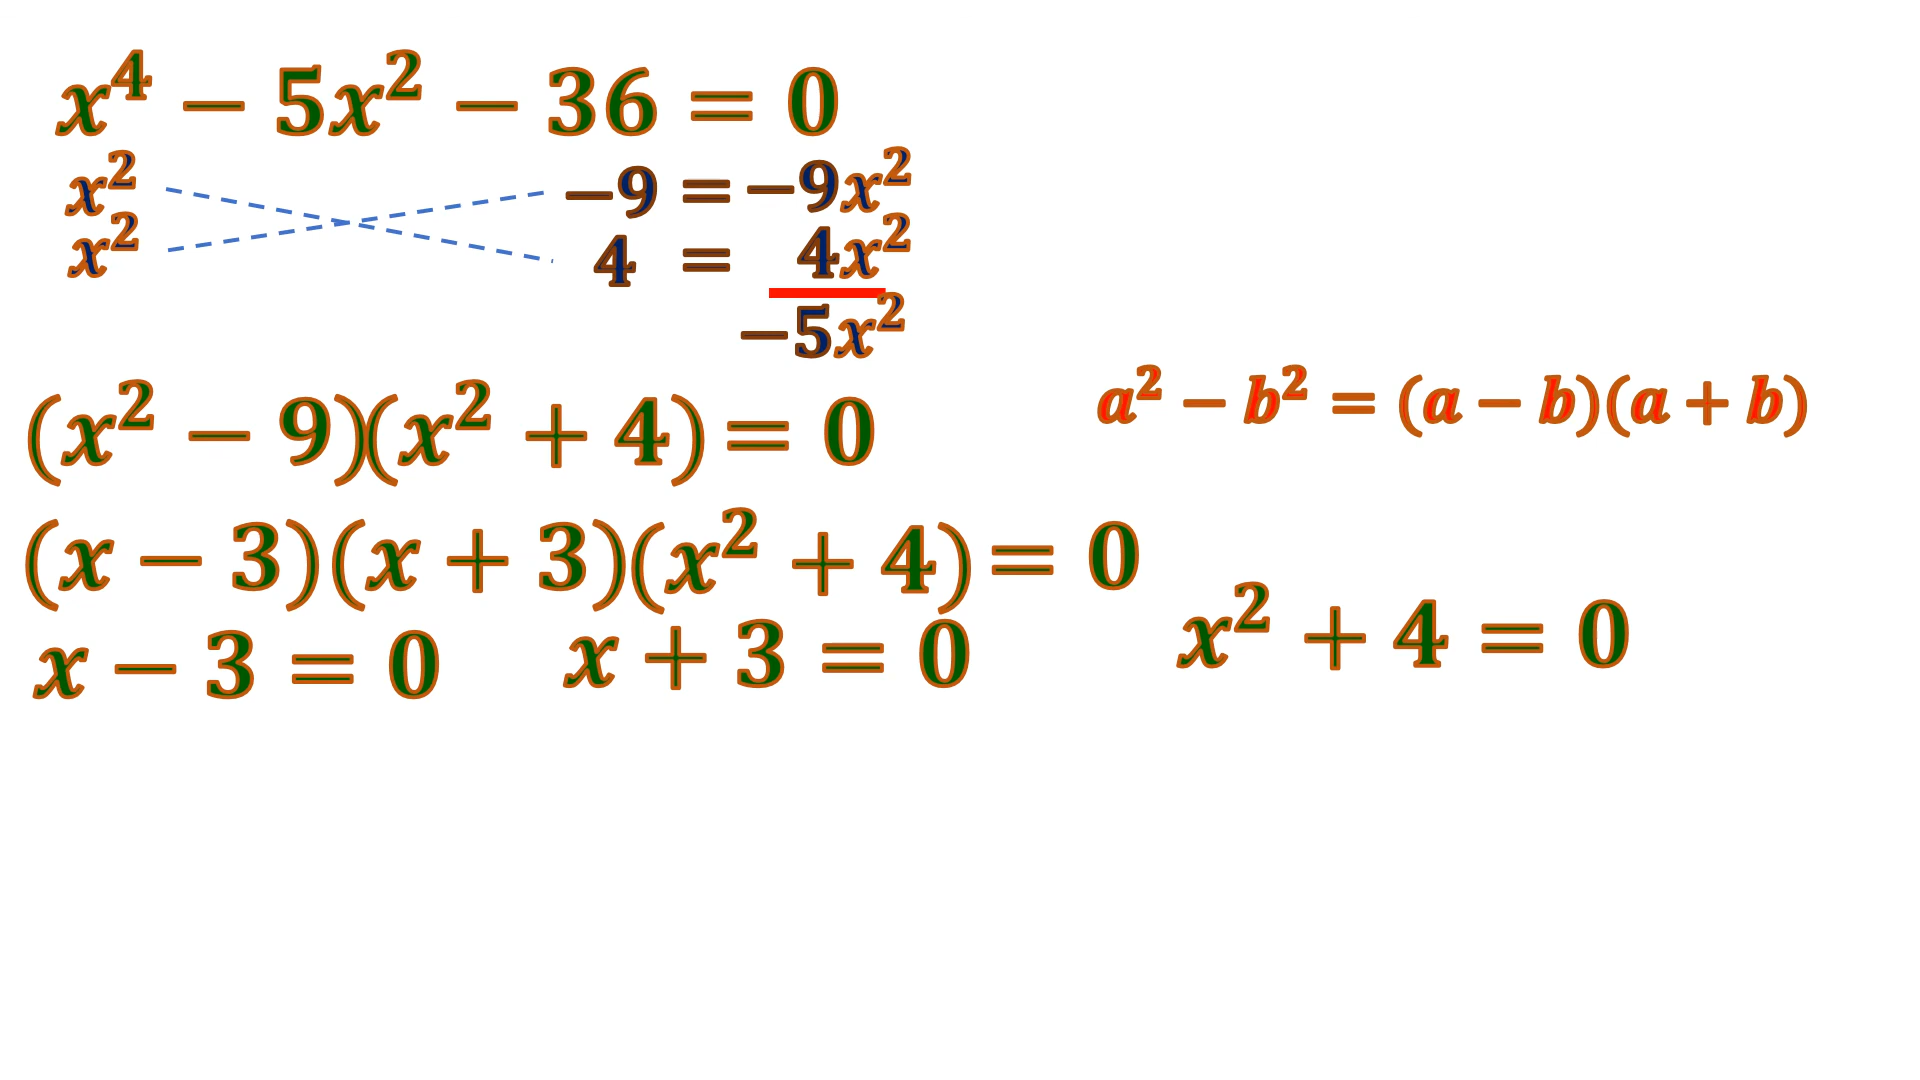 x⁴ − 5x² − 36 = 0
x² −9 = −9x²
x² 4 = 4x²
−5x²
(x² − 9)(x² + 4) = 0
a² − b² = (a − b)(a + b)
(x − 3)(x + 3)(x² + 4) = 0
x − 3 = 0 x + 3 = 0 x² + 4 = 0